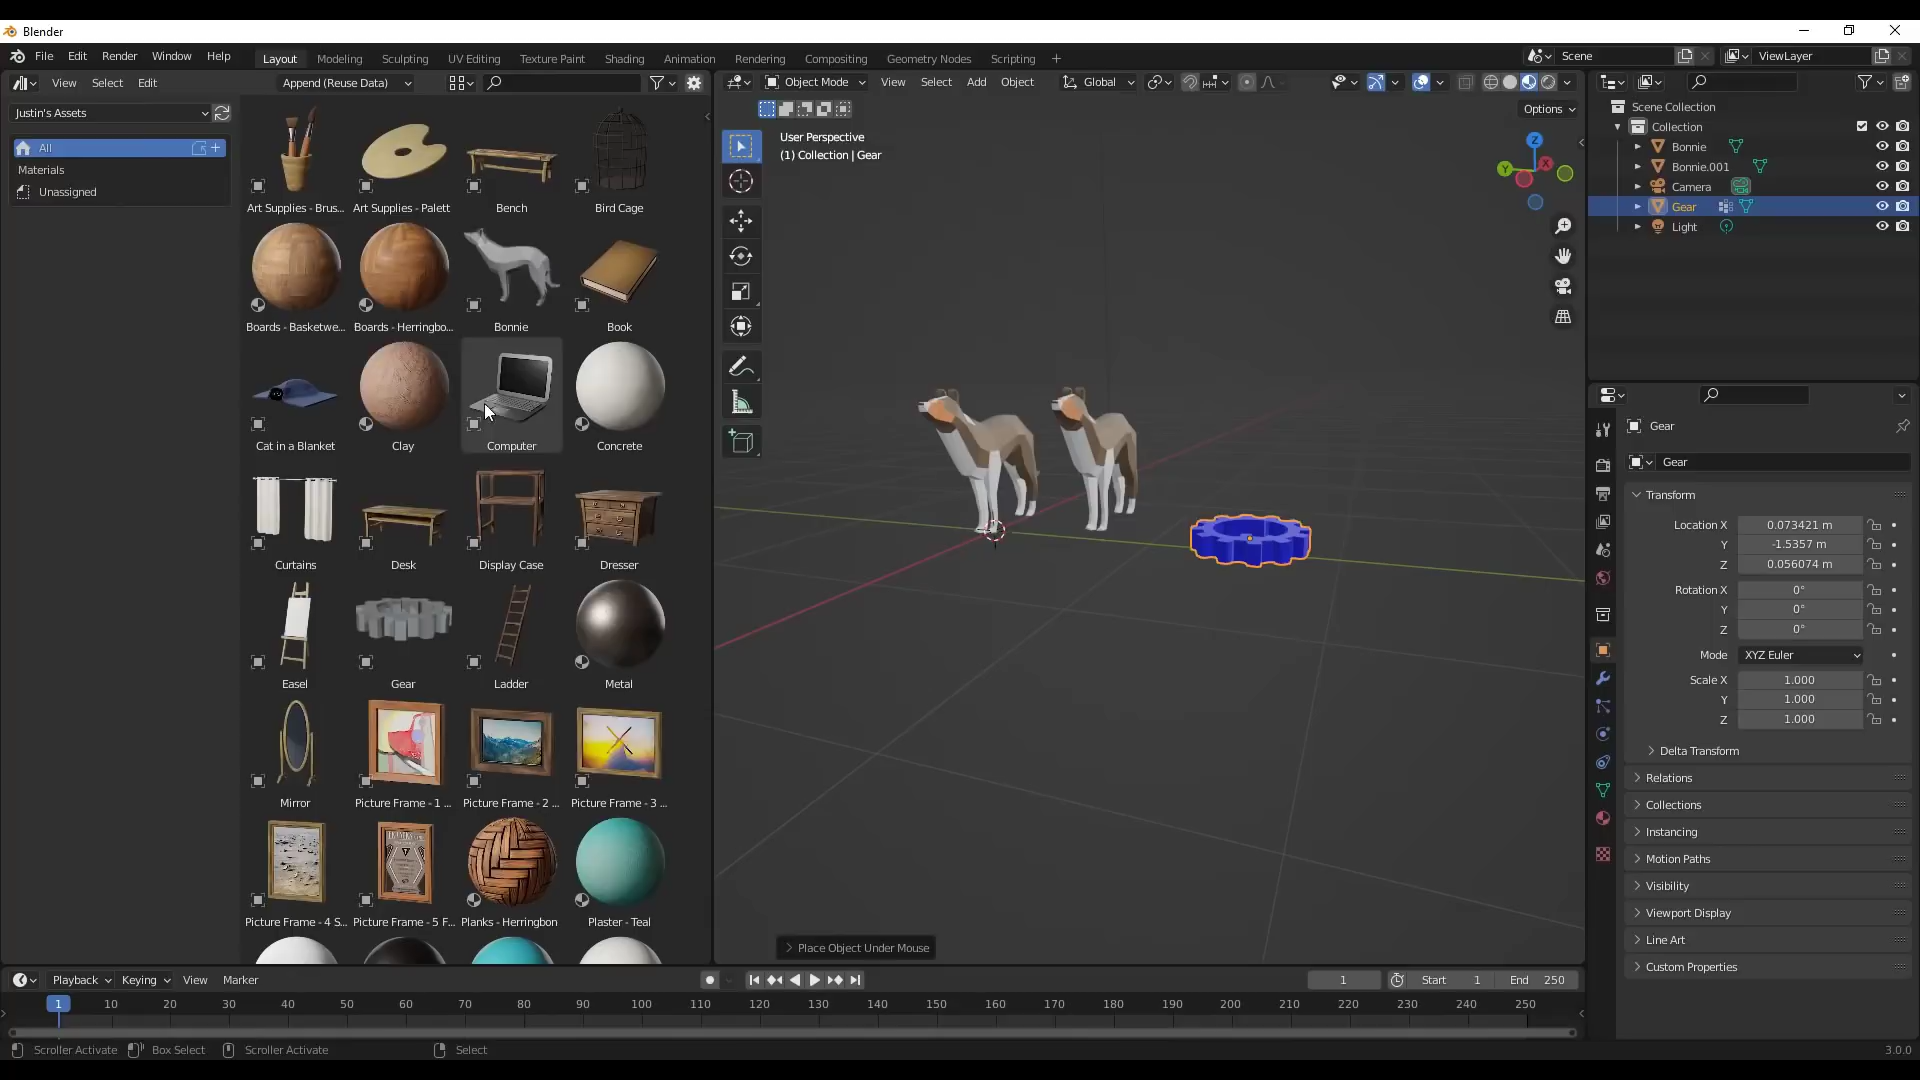 Blender
File Edit Render Window Help Layout Modeling Sculpting UV Editing Texture Paint Shading Animation Rendering Compositing Geometry Nodes Scripting + Scene ViewLayer
View Select Edit Append (Reuse Data) Object Mode View Select Add Object Global
Justin's Assets
Options
All
Materials
Unassigned
Art Supplies - Brus... Art Supplies - Palett Bench Bird Cage
Boards - Basketwe... Boards - Herringbo... Bonnie Book
Cat in a Blanket Clay Computer Concrete
Curtains Desk Display Case Dresser
Easel Gear Ladder Metal
Mirror Picture Frame - 1 ... Picture Frame - 2 ... Picture Frame - 3 ...
Picture Frame - 4 S... Picture Frame - 5 F... Planks - Herringbon Plaster - Teal
User Perspective
(1) Collection | Gear
Z
Y
X
Place Object Under Mouse
Scene Collection
Collection
Bonnie
Bonnie.001
Camera
Gear
Light
Gear
Gear
Transform
Location X 0.073421 m
Y -1.5357 m
Z 0.056074 m
Rotation X 0°
Y 0°
Z 0°
Mode XYZ Euler
Scale X 1.000
Y 1.000
Z 1.000
Delta Transform
Relations
Collections
Instancing
Motion Paths
Visibility
Viewport Display
Line Art
Custom Properties
Playback Keying View Marker 1 Start 1 End 250
1 10 20 30 40 50 60 70 80 90 100 110 120 130 140 150 160 170 180 190 200 210 220 230 240 250
Scroller Activate Box Select Scroller Activate Select 3.0.0